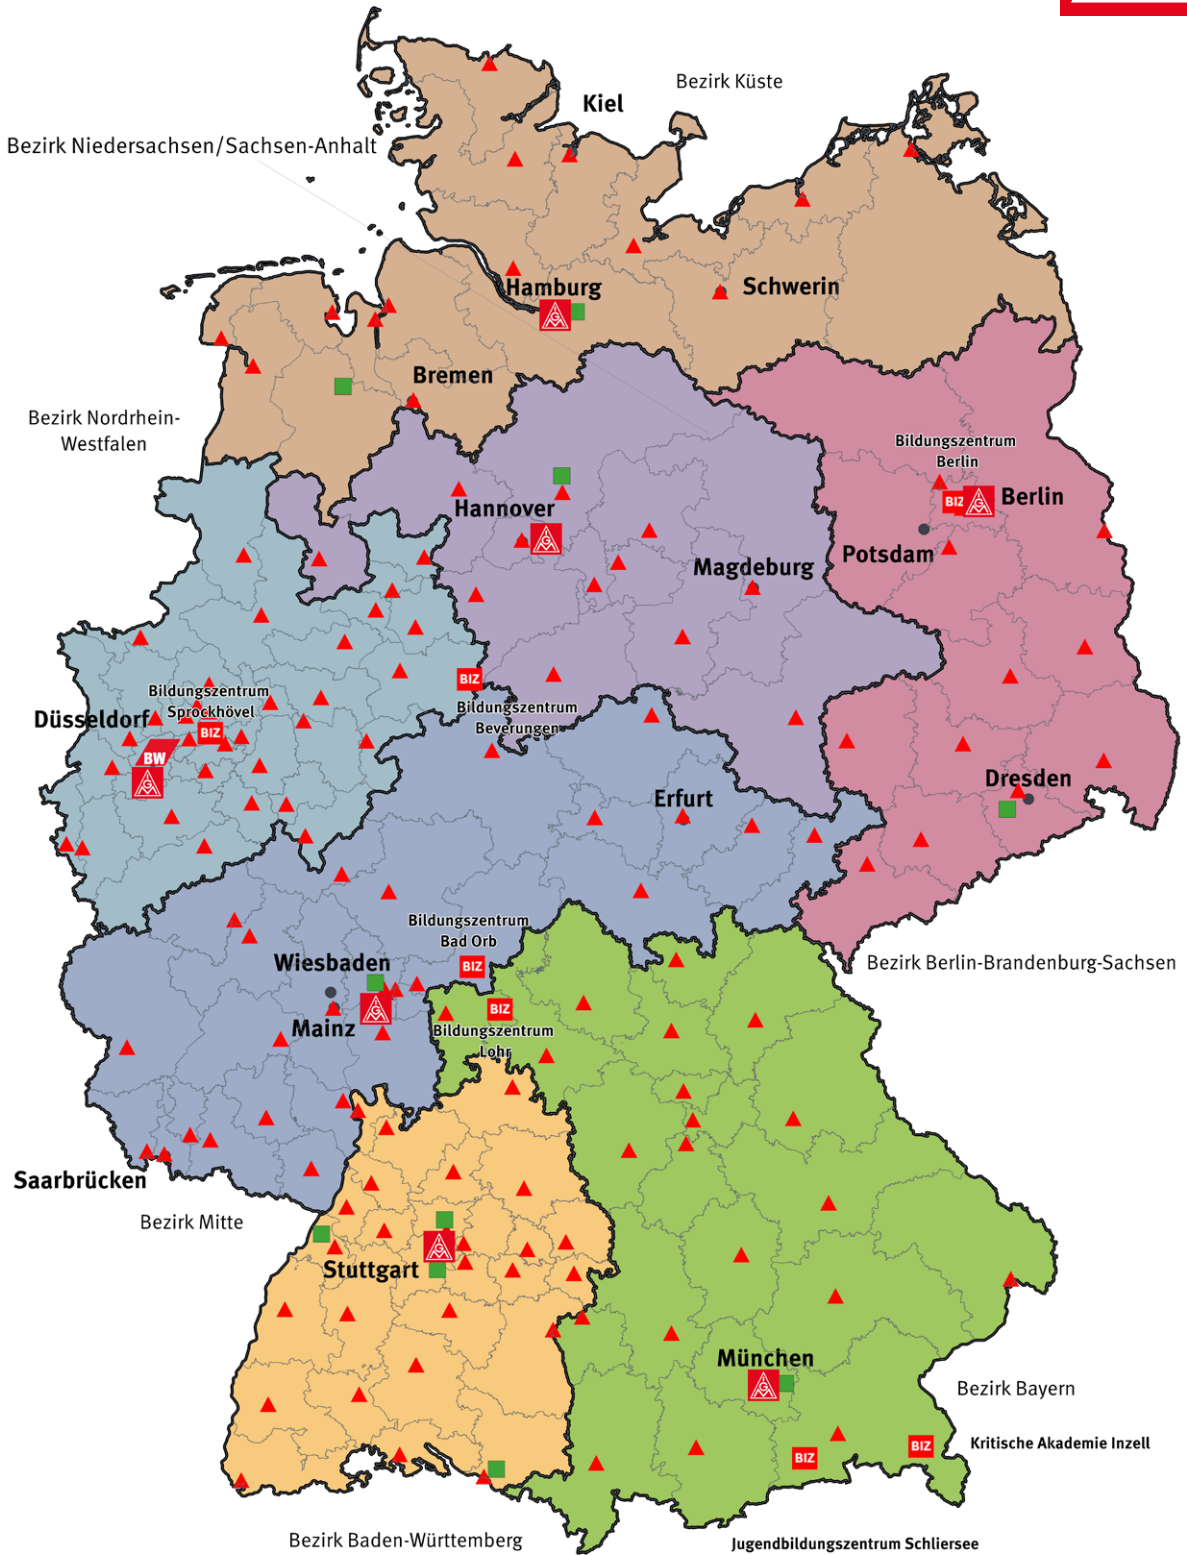 Bezirk Küste
Kiel
Bezirk Niedersachsen/Sachsen-Anhalt
Schwerin
Hamburg
Bremen
Bezirk Nordrhein-
Westfalen
Bildungszentrum
Berlin
BIZ
Berlin
Hannover
Potsdam
Magdeburg
BIZ
Bildungszentrum
Sprockhövel
BIZ
Düsseldorf
BW
Bildungszentrum
Beverungen
Dresden
Erfurt
Bildungszentrum
Bad Orb
BIZ
Wiesbaden
Bezirk Berlin-Brandenburg-Sachsen
BIZ
Mainz
Bildungszentrum
Lohr
Saarbrücken
Bezirk Mitte
Stuttgart
München
Bezirk Bayern
BIZ
BIZ
Kritische Akademie Inzell
Bezirk Baden-Württemberg
Jugendbildungszentrum Schliersee